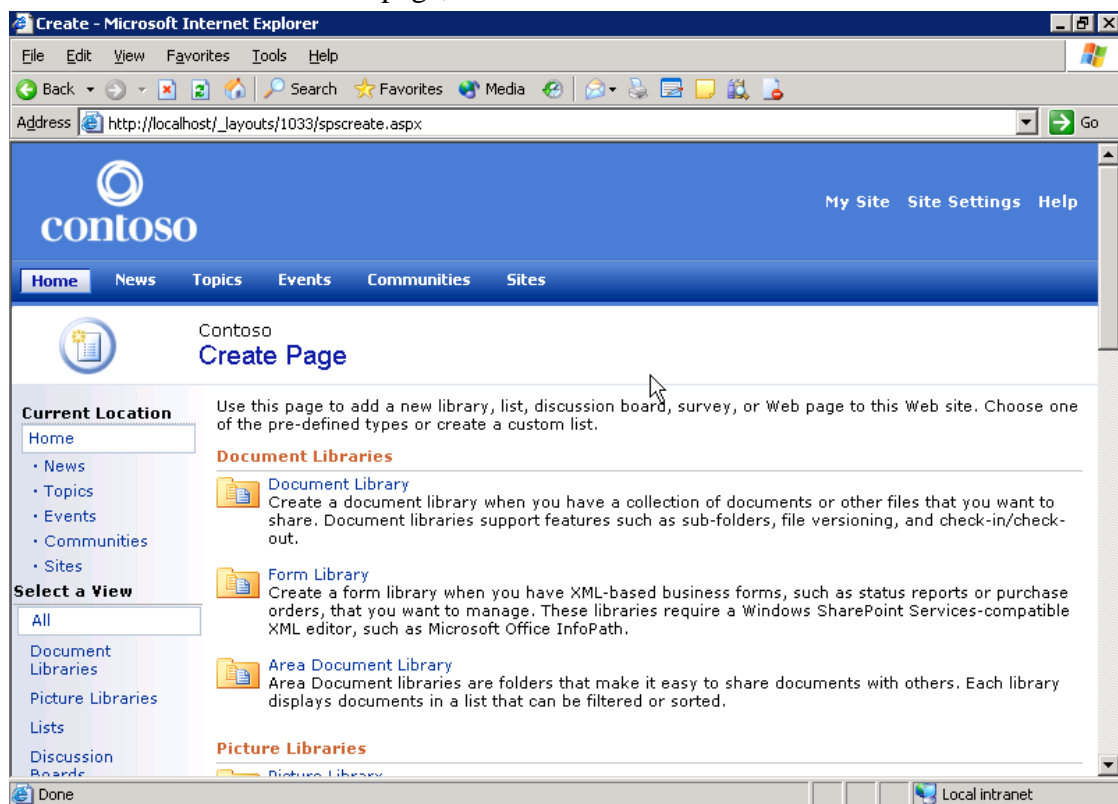 page,
Create - Microsoft Internet Explorer
File Edit View Favorites Tools Help
Back Search Favorites Media
Address http://localhost/_layouts/1033/spscreate.aspx Go
contoso
My Site Site Settings Help
Home News Topics Events Communities Sites
Contoso
Create Page
Current Location
Home
· News
· Topics
· Events
· Communities
· Sites
Select a View
All
Document
Libraries
Picture Libraries
Lists
Discussion
Boards
Use this page to add a new library, list, discussion board, survey, or Web page to this Web site. Choose one
of the pre-defined types or create a custom list.
Document Libraries
Document Library
Create a document library when you have a collection of documents or other files that you want to
share. Document libraries support features such as sub-folders, file versioning, and check-in/check-
out.
Form Library
Create a form library when you have XML-based business forms, such as status reports or purchase
orders, that you want to manage. These libraries require a Windows SharePoint Services-compatible
XML editor, such as Microsoft Office InfoPath.
Area Document Library
Area Document libraries are folders that make it easy to share documents with others. Each library
displays documents in a list that can be filtered or sorted.
Picture Libraries
Picture Library
Done
Local intranet